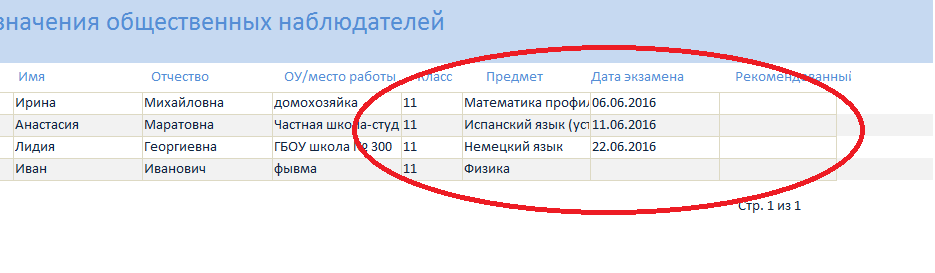 значения общественных наблюдателей
Имя Отчество ОУ/место работы Класс Предмет Дата экзамена Рекомендованный
Ирина Михайловна домохозяйка 11 Математика профил 06.06.2016
Анастасия Маратовна Частная школа-студ 11 Испанский язык (уст 11.06.2016
Лидия Георгиевна ГБОУ школа № 300 11 Немецкий язык 22.06.2016
Иван Иванович фывма 11 Физика
Стр. 1 из 1